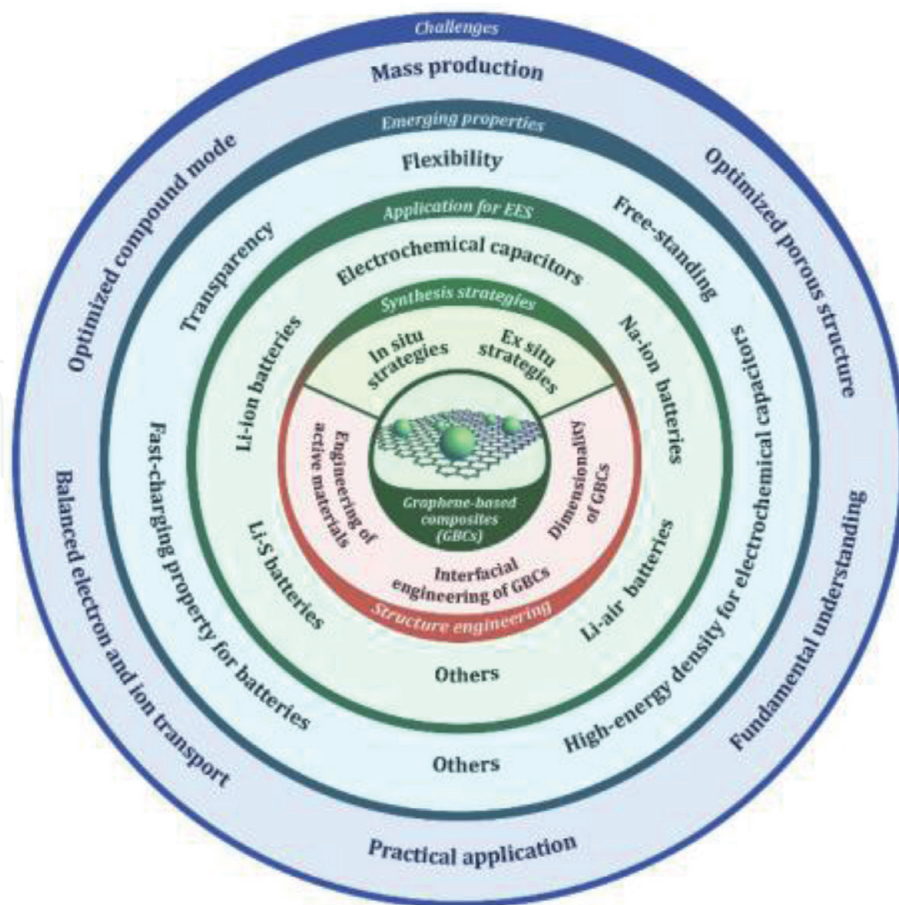 Challenges
Mass production
Optimized compound mode
Optimized porous structure
Balanced electron and ion transport
Fundamental understanding
Practical application
Emerging properties
Flexibility
Transparency
Free-standing
Fast-charging property for batteries
High-energy density for electrochemical capacitors
Others
Application for EES
Electrochemical capacitors
Li-ion batteries
Na-ion batteries
Li-S batteries
Li-air batteries
Others
Synthesis strategies
In situ
strategies
Ex situ
strategies
Engineering of
active materials
Dimensionality
of GBCs
Interfacial
engineering of GBCs
Structure engineering
Graphene-based
composites
(GBCs)